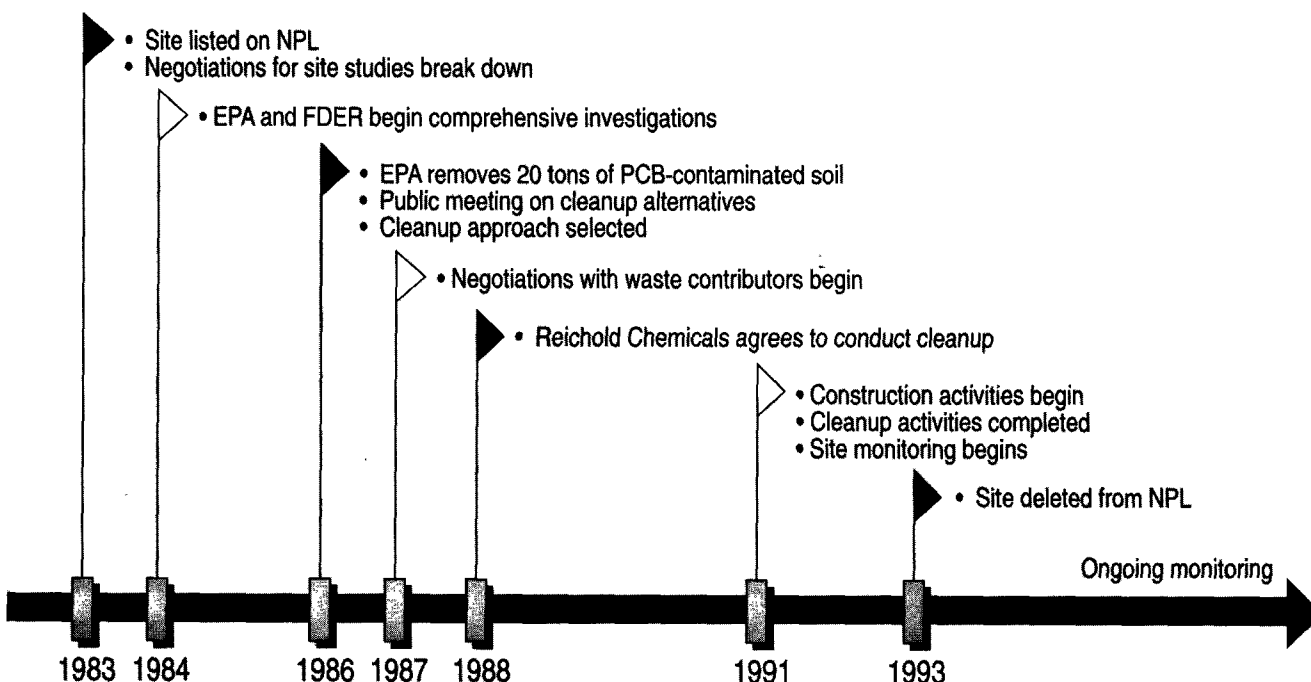 • Site listed on NPL
• Negotiations for site studies break down
• EPA and FDER begin comprehensive investigations
• EPA removes 20 tons of PCB-contaminated soil
• Public meeting on cleanup alternatives
• Cleanup approach selected
• Negotiations with waste contributors begin
• Reichold Chemicals agrees to conduct cleanup
• Construction activities begin
• Cleanup activities completed
• Site monitoring begins
• Site deleted from NPL
Ongoing monitoring
1983 1984 1986 1987 1988 1991 1993